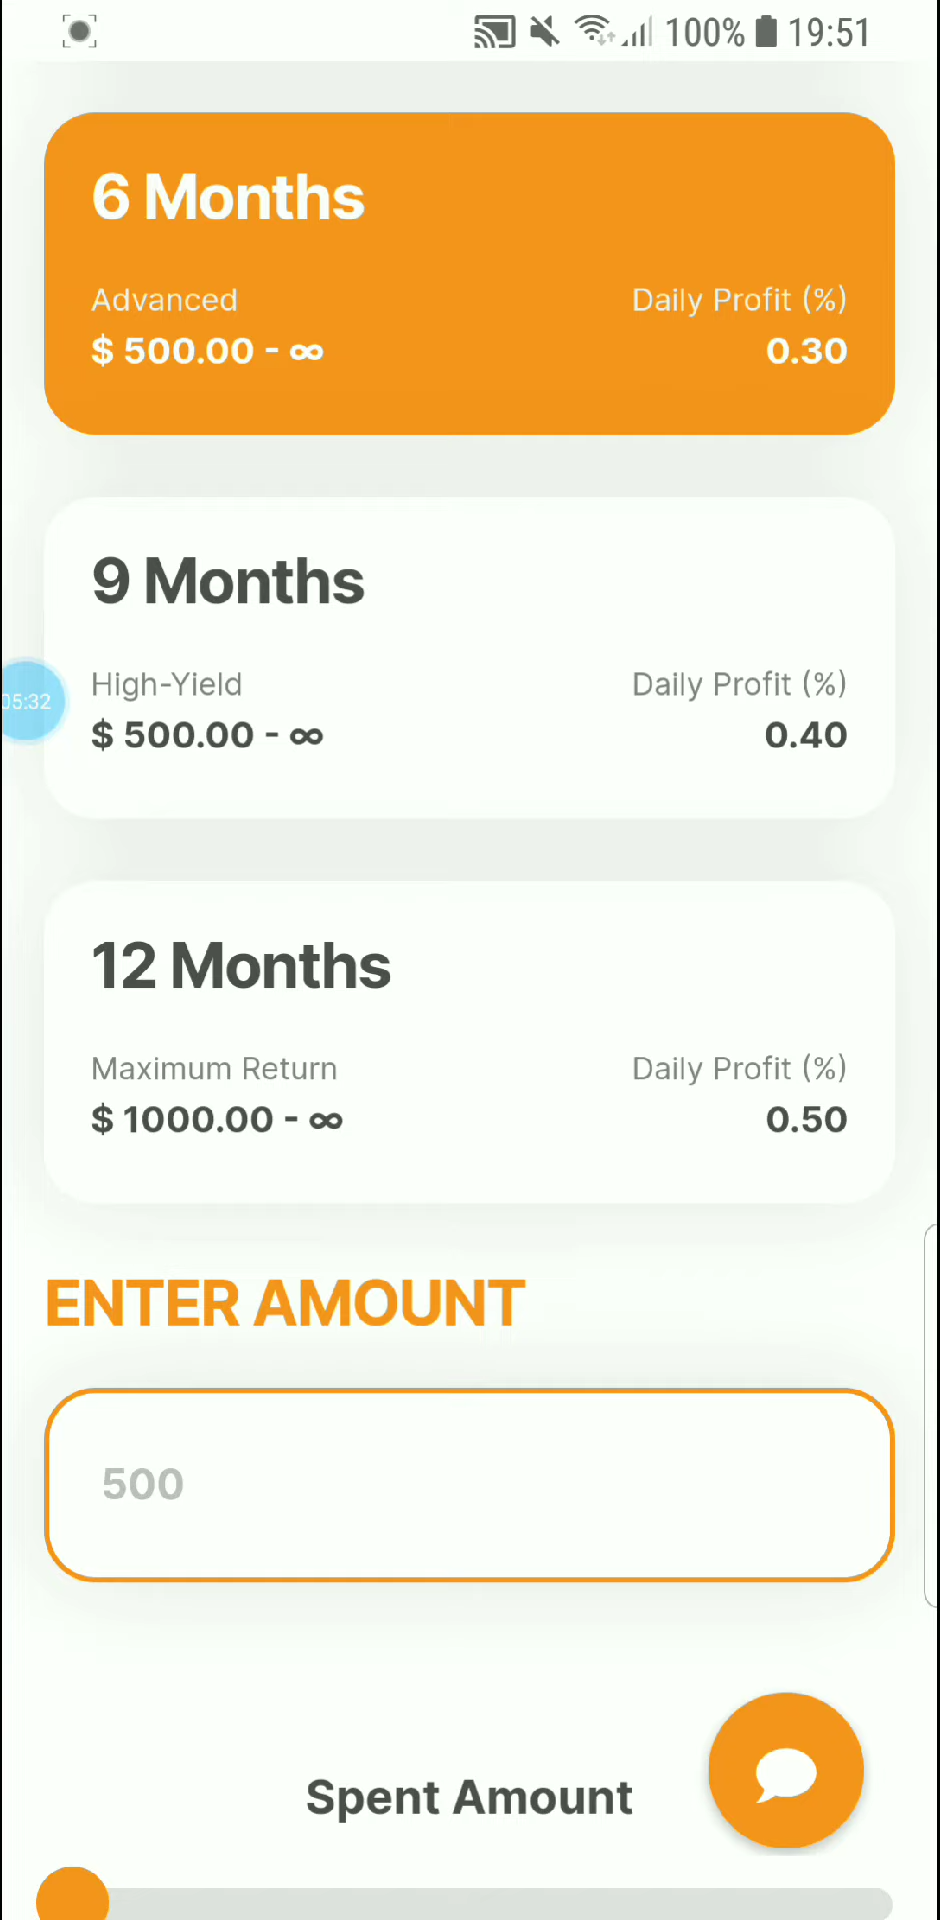 100% 19:51
6 Months
Advanced Daily Profit (%)
$ 500.00 - ∞ 0.30
9 Months
05:32
High-Yield Daily Profit (%)
$ 500.00 - ∞ 0.40
12 Months
Maximum Return Daily Profit (%)
$ 1000.00 - ∞ 0.50
ENTER AMOUNT
500
Spent Amount